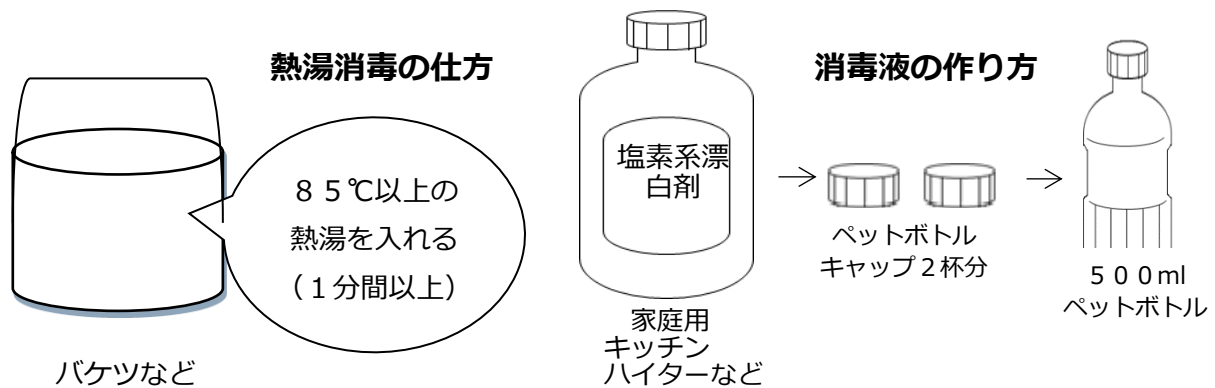 熱湯消毒の仕方
８５℃以上の
熱湯を入れる
（１分間以上）
バケツなど
消毒液の作り方
塩素系漂
白剤
家庭用
キッチン
ハイターなど
ペットボトル
キャップ２杯分
５００ml
ペットボトル